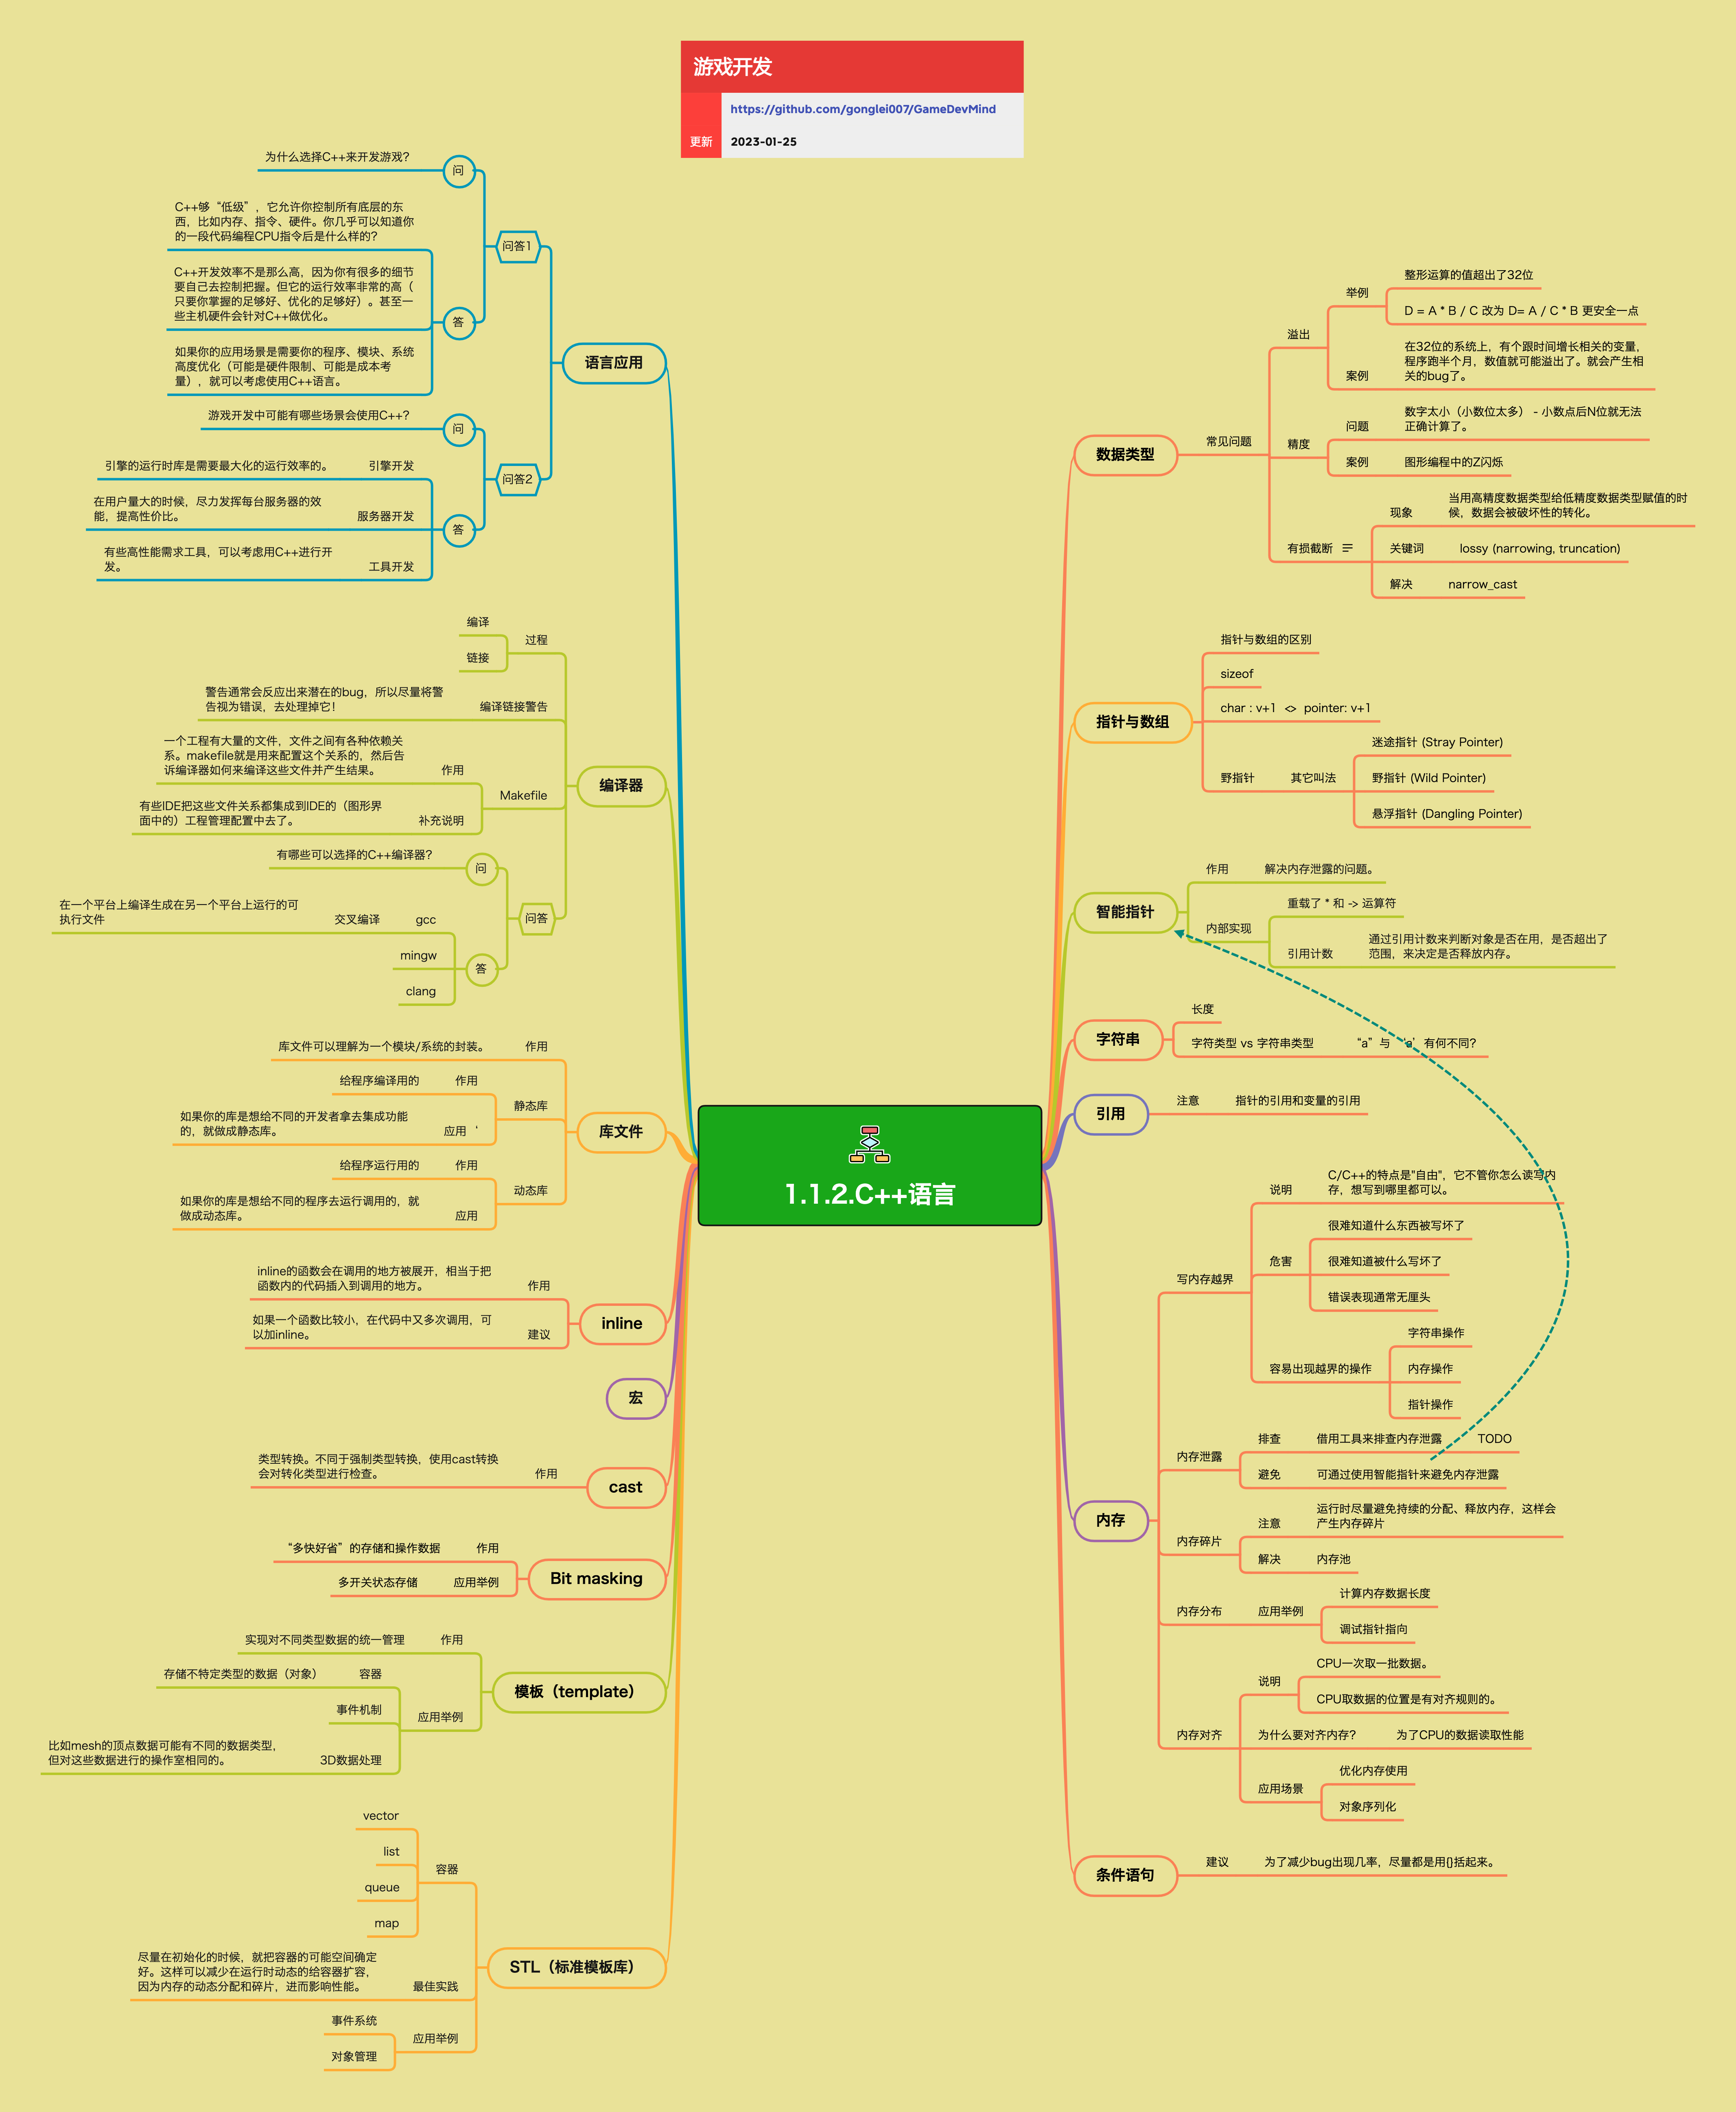 游戏开发
https://github.com/gonglei007/GameDevMind
更新
2023-01-25
1.1.2.C++语言
语言应用
问答1
问
为什么选择C++来开发游戏?
答
C++够“低级”，它允许你控制所有底层的东
西，比如内存、指令、硬件。你几乎可以知道你
的一段代码编程CPU指令后是什么样的?
C++开发效率不是那么高，因为你有很多的细节
要自己去控制把握。但它的运行效率非常的高（
只要你掌握的足够好、优化的足够好）。甚至一
些主机硬件会针对C++做优化。
如果你的应用场景是需要你的程序、模块、系统
高度优化（可能是硬件限制、可能是成本考
量），就可以考虑使用C++语言。
问答2
问
游戏开发中可能有哪些场景会使用C++?
答
引擎开发
引擎的运行时库是需要最大化的运行效率的。
服务器开发
在用户量大的时候，尽力发挥每台服务器的效
能，提高性价比。
工具开发
有些高性能需求工具，可以考虑用C++进行开
发。
编译器
过程
编译
链接
编译链接警告
警告通常会反应出来潜在的bug，所以尽量将警
告视为错误，去处理掉它!
Makefile
作用
一个工程有大量的文件，文件之间有各种依赖关
系。makefile就是用来配置这个关系的，然后告
诉编译器如何来编译这些文件并产生结果。
补充说明
有些IDE把这些文件关系都集成到IDE的（图形界
面中的）工程管理配置中去了。
问答
问
有哪些可以选择的C++编译器?
答
gcc
交叉编译
在一个平台上编译生成在另一个平台上运行的可
执行文件
mingw
clang
库文件
作用
库文件可以理解为一个模块/系统的封装。
静态库
作用
给程序编译用的
应用 ‘
如果你的库是想给不同的开发者拿去集成功能
的，就做成静态库。
动态库
作用
给程序运行用的
应用
如果你的库是想给不同的程序去运行调用的，就
做成动态库。
inline
作用
inline的函数会在调用的地方被展开，相当于把
函数内的代码插入到调用的地方。
建议
如果一个函数比较小，在代码中又多次调用，可
以加inline。
宏
cast
作用
类型转换。不同于强制类型转换，使用cast转换
会对转化类型进行检查。
Bit masking
作用
“多快好省”的存储和操作数据
应用举例
多开关状态存储
模板（template）
作用
实现对不同类型数据的统一管理
应用举例
容器
存储不特定类型的数据（对象）
事件机制
3D数据处理
比如mesh的顶点数据可能有不同的数据类型，
但对这些数据进行的操作室相同的。
STL（标准模板库）
容器
vector
list
queue
map
最佳实践
尽量在初始化的时候，就把容器的可能空间确定
好。这样可以减少在运行时动态的给容器扩容，
因为内存的动态分配和碎片，进而影响性能。
应用举例
事件系统
对象管理
数据类型
常见问题
溢出
举例
整形运算的值超出了32位
D = A * B / C 改为 D= A / C * B 更安全一点
案例
在32位的系统上，有个跟时间增长相关的变量，
程序跑半个月，数值就可能溢出了。就会产生相
关的bug了。
精度
问题
数字太小（小数位太多） - 小数点后N位就无法
正确计算了。
案例
图形编程中的Z闪烁
有损截断
现象
当用高精度数据类型给低精度数据类型赋值的时
候，数据会被破坏性的转化。
关键词
lossy (narrowing, truncation)
解决
narrow_cast
指针与数组
指针与数组的区别
sizeof
char : v+1 <> pointer: v+1
野指针
其它叫法
迷途指针 (Stray Pointer)
野指针 (Wild Pointer)
悬浮指针 (Dangling Pointer)
智能指针
作用
解决内存泄露的问题。
内部实现
重载了 * 和 -> 运算符
引用计数
通过引用计数来判断对象是否在用，是否超出了
范围，来决定是否释放内存。
字符串
长度
字符类型 vs 字符串类型
“a”与‘a’有何不同?
引用
注意
指针的引用和变量的引用
内存
写内存越界
说明
C/C++的特点是"自由"，它不管你怎么读写内
存，想写到哪里都可以。
危害
很难知道什么东西被写坏了
很难知道被什么写坏了
错误表现通常无厘头
容易出现越界的操作
字符串操作
内存操作
指针操作
内存泄露
排查
借用工具来排查内存泄露
TODO
避免
可通过使用智能指针来避免内存泄露
内存碎片
注意
运行时尽量避免持续的分配、释放内存，这样会
产生内存碎片
解决
内存池
内存分布
应用举例
计算内存数据长度
调试指针指向
内存对齐
说明
CPU一次取一批数据。
CPU取数据的位置是有对齐规则的。
为什么要对齐内存?
为了CPU的数据读取性能
应用场景
优化内存使用
对象序列化
条件语句
建议
为了减少bug出现几率，尽量都是用{}括起来。